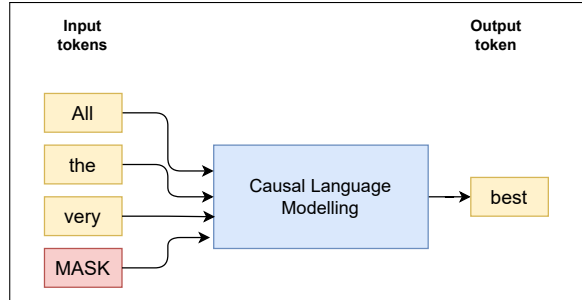 Input
tokens
Output
token
All
the
very
MASK
Causal Language
Modelling
best